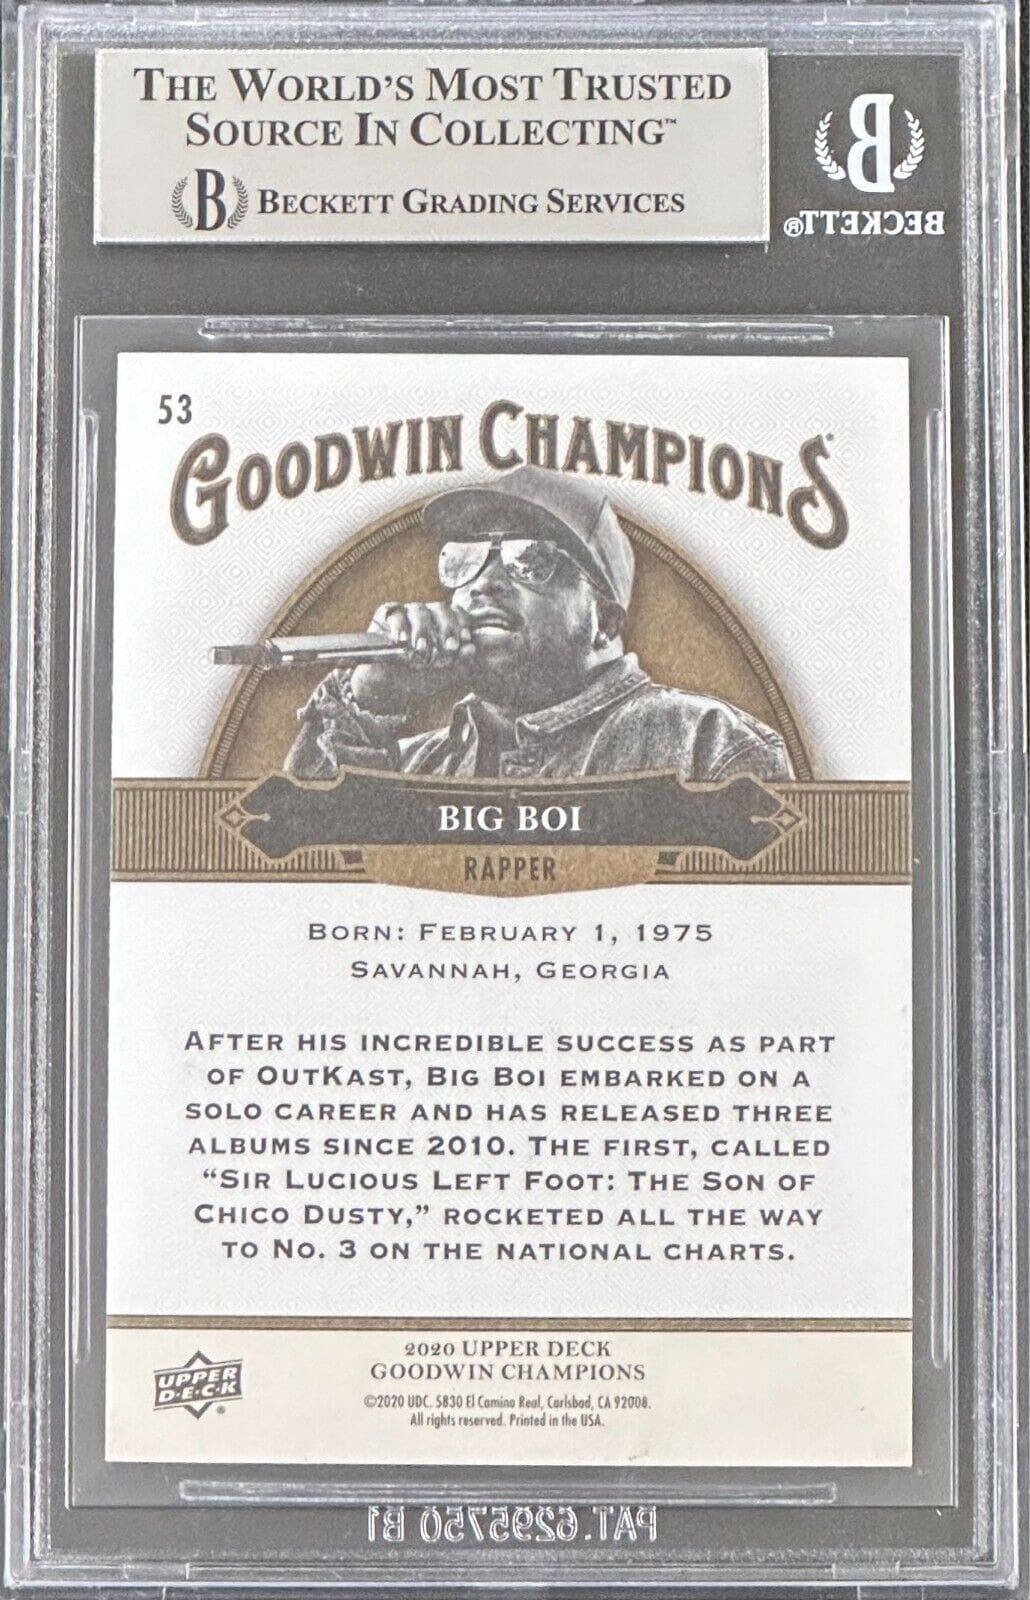 THE WORLD'S MOST TRUSTED
SOURCE IN COLLECTING™
B BECKETT GRADING SERVICES
B
BECKETT®
53
GOODWIN CHAMPIONS
BIG BOI
RAPPER
BORN: FEBRUARY 1, 1975
SAVANNAH, GEORGIA
AFTER HIS INCREDIBLE SUCCESS AS PART
OF OUTKAST, BIG BOI EMBARKED ON A
SOLO CAREER AND HAS RELEASED THREE
ALBUMS SINCE 2010. THE FIRST, CALLED
“SIR LUCIOUS LEFT FOOT: THE SON OF
CHICO DUSTY,” ROCKETED ALL THE WAY
TO NO. 3 ON THE NATIONAL CHARTS.
UPPER
D·E·C·K®
2020 UPPER DECK
GOODWIN CHAMPIONS
©2020 UDC. 5830 El Camino Real, Carlsbad, CA 92008.
All rights reserved. Printed in the USA.
PAT. 6295750 B1